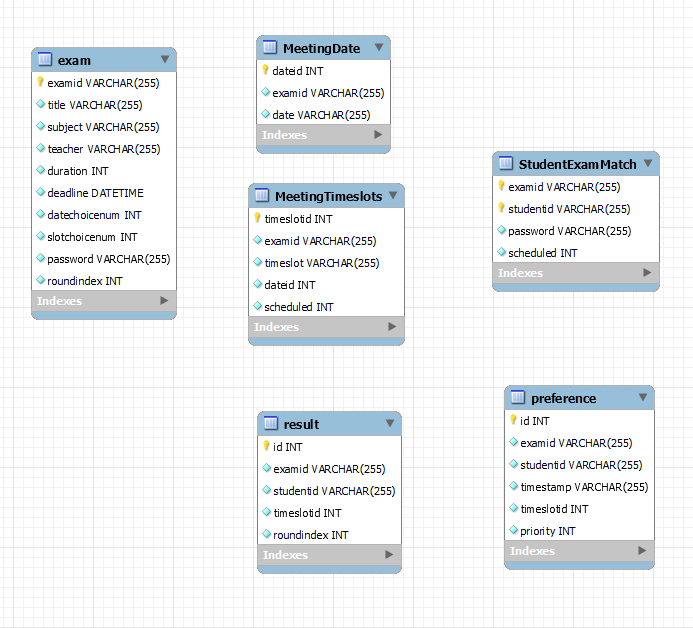 exam
examid VARCHAR(255)
title VARCHAR(255)
subject VARCHAR(255)
teacher VARCHAR(255)
duration INT
deadline DATETIME
datechoicenum INT
slotchoicenum INT
password VARCHAR(255)
roundindex INT
Indexes
MeetingDate
dateid INT
examid VARCHAR(255)
date VARCHAR(255)
Indexes
MeetingTimeslots
timeslotid INT
examid VARCHAR(255)
timeslot VARCHAR(255)
dateid INT
scheduled INT
Indexes
StudentExamMatch
examid VARCHAR(255)
studentid VARCHAR(255)
password VARCHAR(255)
scheduled INT
Indexes
result
id INT
examid VARCHAR(255)
studentid VARCHAR(255)
timeslotid INT
roundindex INT
Indexes
preference
id INT
examid VARCHAR(255)
studentid VARCHAR(255)
timestamp VARCHAR(255)
timeslotid INT
priority INT
Indexes